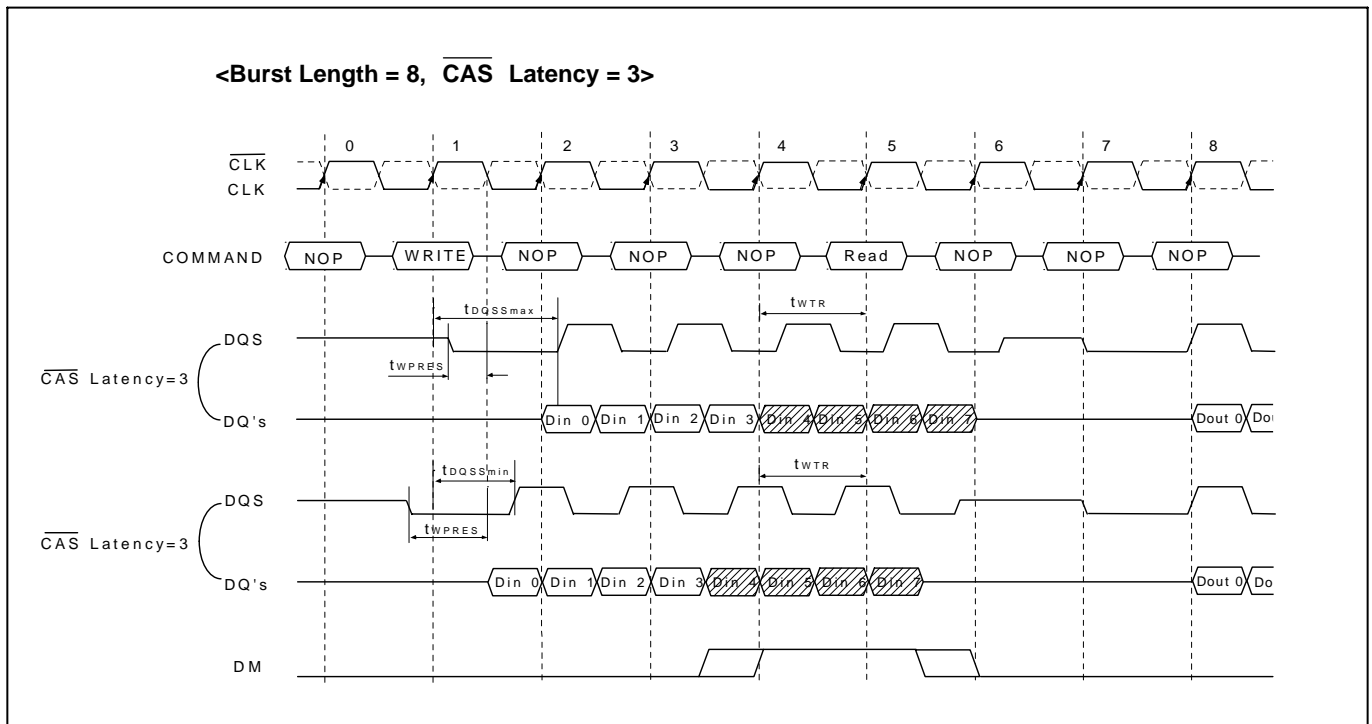 <Burst Length = 8, CAS Latency = 3>
0 1 2 3 4 5 6 7 8
CLK
CLK
COMMAND NOP WRITE NOP NOP NOP Read NOP NOP NOP
tDQSSmax tWTR
DQS
tWPRES
CAS Latency=3
DQ's Din 0 Din 1 Din 2 Din 3 Din 4 Din 5 Din 6 Din 7 Dout 0
tDQSSmin tWTR
DQS
tWPRES
CAS Latency=3
DQ's Din 0 Din 1 Din 2 Din 3 Din 4 Din 5 Din 6 Din 7 Dout 0 Do
DM